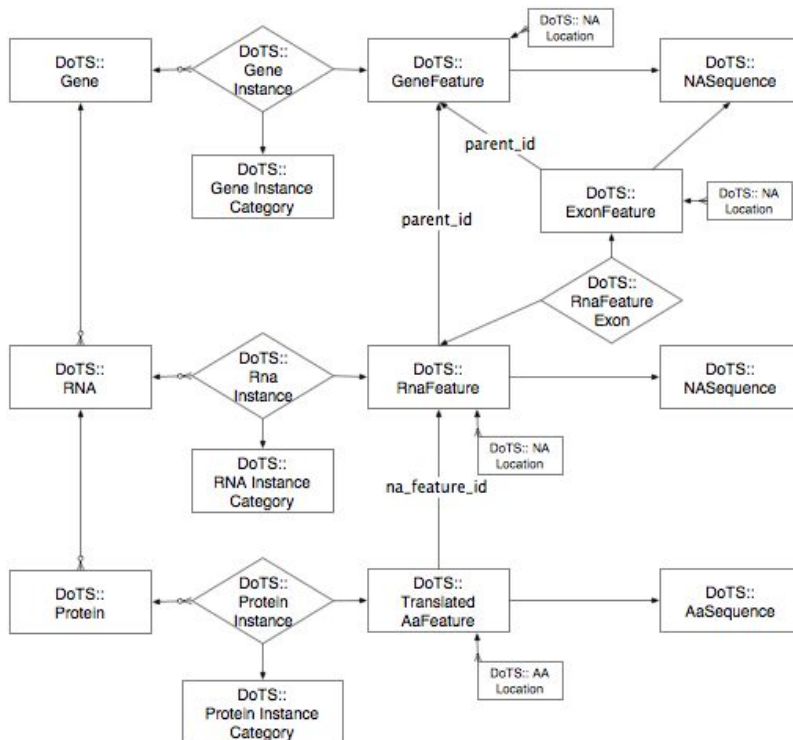 DoTS::
Gene
DoTS::
Gene
Instance
DoTS::
GeneFeature
DoTS:: NA
Location
DoTS::
NASequence
DoTS::
Gene Instance
Category
parent_id
DoTS::
ExonFeature
DoTS:: NA
Location
parent_id
DoTS::
RnaFeature
Exon
DoTS::
RNA
DoTS::
Rna
Instance
DoTS::
RnaFeature
DoTS::
NASequence
DoTS::
RNA Instance
Category
DoTS:: NA
Location
na_feature_id
DoTS::
Protein
DoTS::
Protein
Instance
DoTS::
Translated
AaFeature
DoTS::
AaSequence
DoTS::
Protein Instance
Category
DoTS:: AA
Location